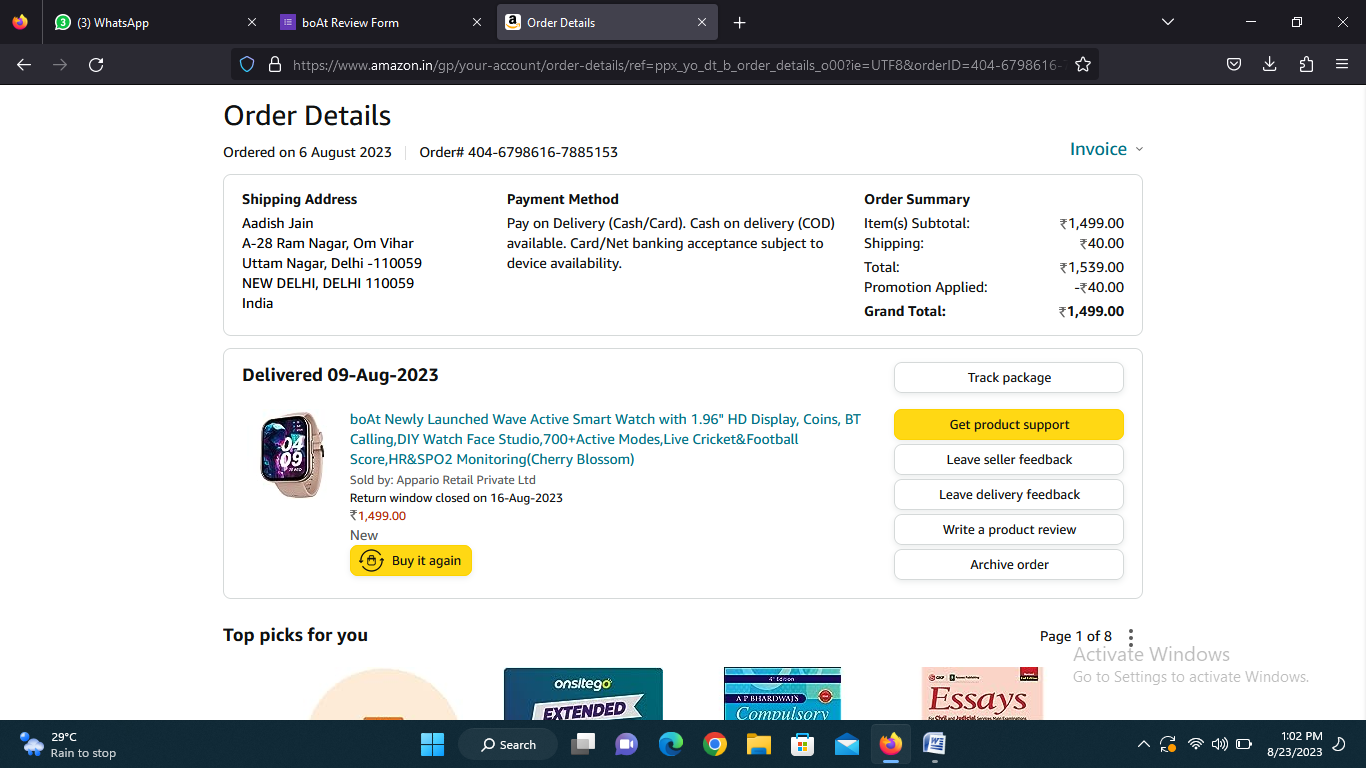 (3) WhatsApp
boAt Review Form
Order Details
https://www.amazon.in/gp/your-account/order-details/ref=ppx_yo_dt_b_order_details_o00?ie=UTF8&orderID=404-6798616-
Order Details
Ordered on 6 August 2023
Order# 404-6798616-7885153
Invoice
Shipping Address
Aadish Jain
A-28 Ram Nagar, Om Vihar
Uttam Nagar, Delhi -110059
NEW DELHI, DELHI 110059
India
Payment Method
Pay on Delivery (Cash/Card). Cash on delivery (COD)
available. Card/Net banking acceptance subject to
device availability.
Order Summary
Item(s) Subtotal: ₹1,499.00
Shipping: ₹40.00
Total: ₹1,539.00
Promotion Applied: -₹40.00
Grand Total: ₹1,499.00
Delivered 09-Aug-2023
boAt Newly Launched Wave Active Smart Watch with 1.96" HD Display, Coins, BT
Calling,DIY Watch Face Studio,700+Active Modes,Live Cricket&Football
Score,HR&SPO2 Monitoring(Cherry Blossom)
Sold by: Appario Retail Private Ltd
Return window closed on 16-Aug-2023
₹1,499.00
New
Buy it again
04
09
Track package
Get product support
Leave seller feedback
Leave delivery feedback
Write a product review
Archive order
Top picks for you
Page 1 of 8
onsitego
EXTENDED
4th Edition
A P BHARDWAJ'S
Compulsory
Essays
For Civil and Judicial Services Main Examinations
Activate Windows
Go to Settings to activate Windows.
29°C
Rain to stop
Search
1:02 PM
8/23/2023